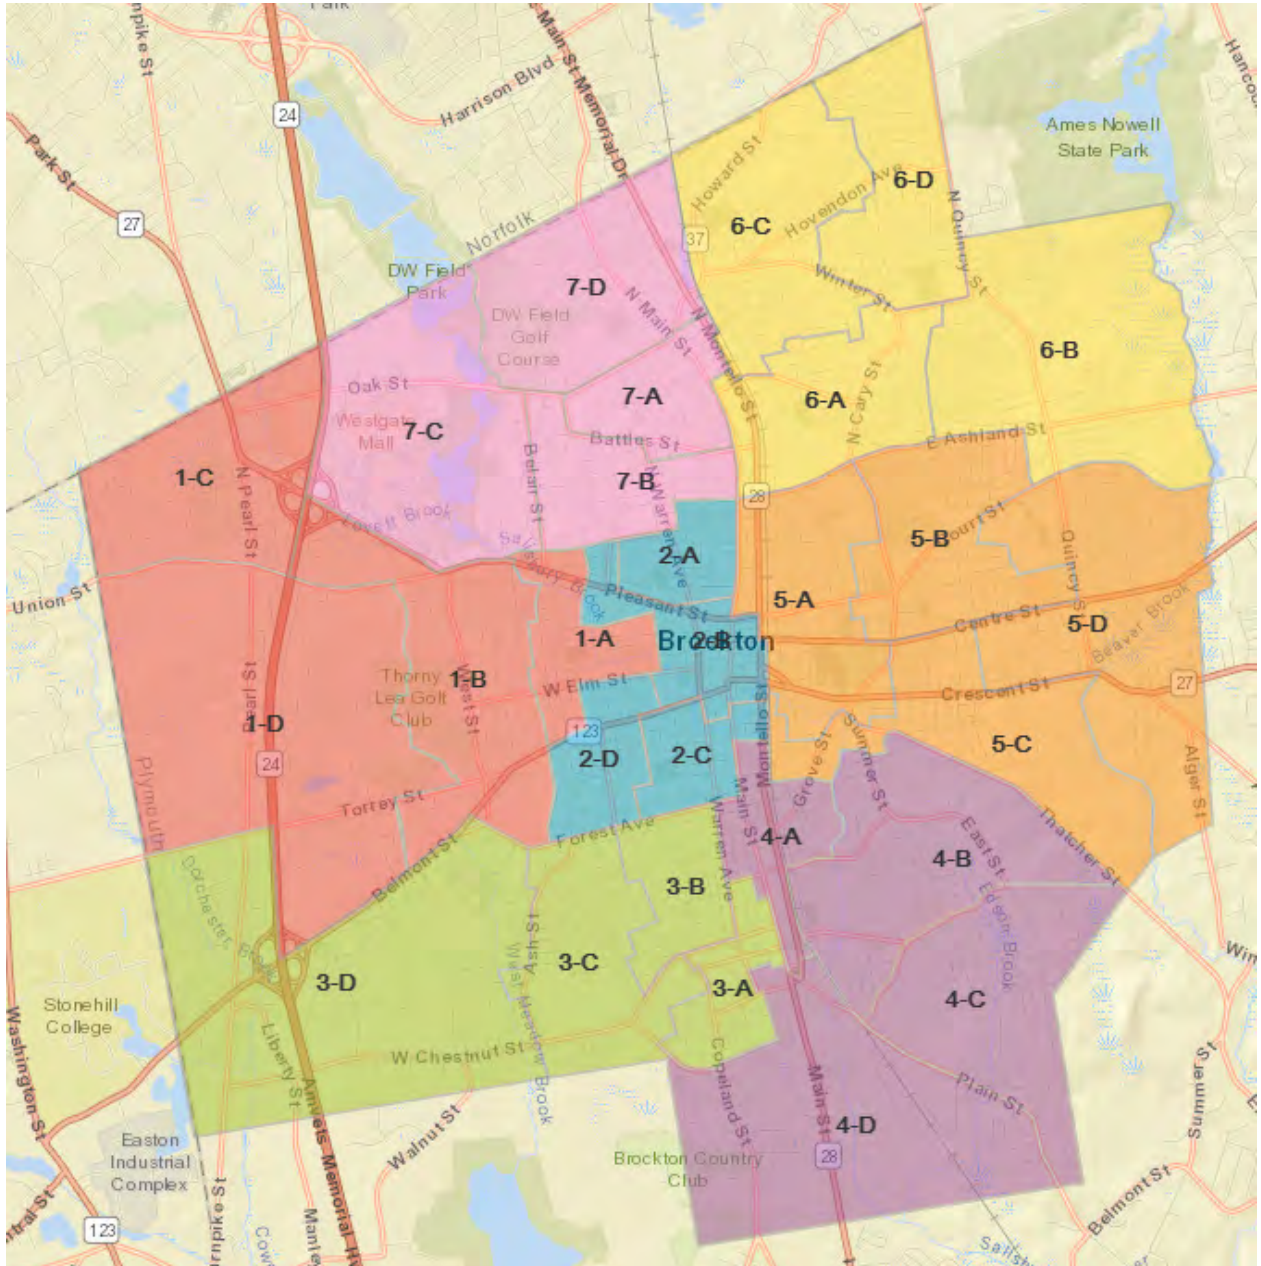 24
Harrison Blvd
Main St
Memorial Dr
Park St
27
Ames Nowell
State Park
Howard St
Hovendon Ave
6-D
6-C
N Quincy St
37
Norfolk
DW Field
Park
7-D
Winter St
DW Field
Golf
Course
N Main St
N Montello St
6-B
Oak St
7-A
6-A
N Cary St
Westgate
Mall
7-C
Battles St
E Ashland St
Belair St
1-C
N Pearl St
7-B
N Warren Ave
28
Lovett Brook
Court St
5-B
Quincy St
Salisbury Brook
2-A
Union St
Pleasant St
5-A
Centre St
5-D
Beaver Brook
1-A
Brockton
2-B
Thorny
Lea Golf
Club
1-B
West St
W Elm St
Crescent St
27
Pearl St
1-D
123
Montello St
Summer St
5-C
2-D
2-C
24
Plymouth
Grove St
Alger St
Torrey St
Main St
Forest Ave
Warren Ave
4-A
East St
Thatcher St
4-B
Belmont St
3-B
Dorchester Brook
Ash St
Edson Brook
West Meadow Brook
3-C
3-D
3-A
4-C
Stonehill
College
Washington St
Liberty St
W Chestnut St
Copeland St
Main St
Plain St
Summer St
Amvets Memorial Hw
Walnut St
4-D
Easton
Industrial
Complex
Brockton Country
Club
28
Belmont St
123